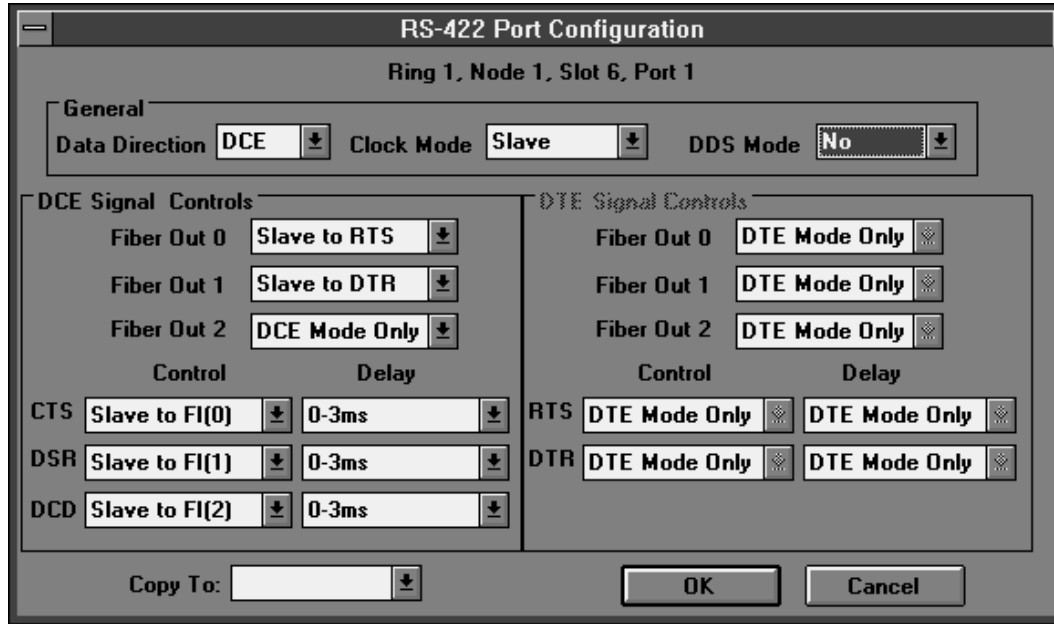 RS-422 Port Configuration
Ring 1, Node 1, Slot 6, Port 1
General
Data Direction DCE Clock Mode Slave DDS Mode No
DCE Signal Controls
Fiber Out 0 Slave to RTS
Fiber Out 1 Slave to DTR
Fiber Out 2 DCE Mode Only
Control Delay
CTS Slave to FI(0) 0-3ms
DSR Slave to FI(1) 0-3ms
DCD Slave to FI(2) 0-3ms
DTE Signal Controls
Fiber Out 0 DTE Mode Only
Fiber Out 1 DTE Mode Only
Fiber Out 2 DTE Mode Only
Control Delay
RTS DTE Mode Only DTE Mode Only
DTR DTE Mode Only DTE Mode Only
Copy To:
OK Cancel